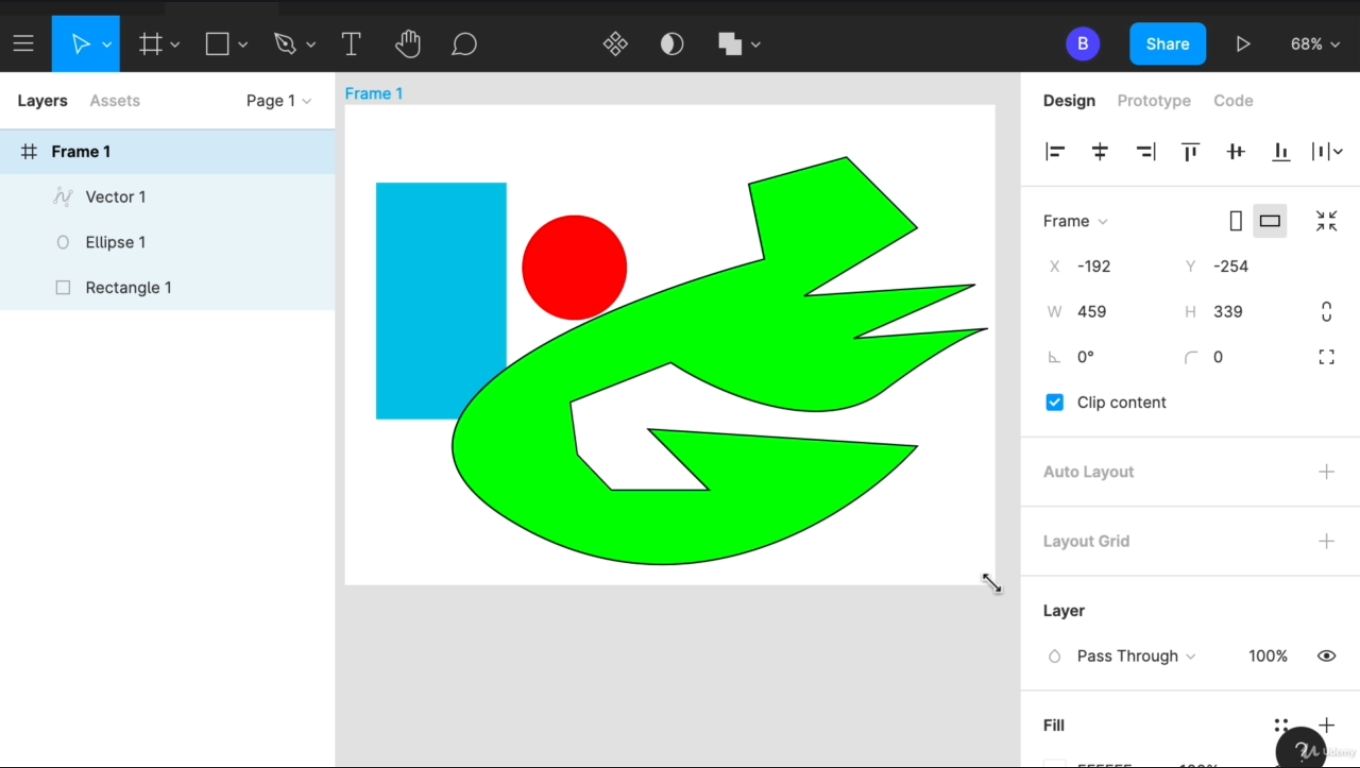 B
Share
68%
Layers
Assets
Page 1
Frame 1
Design
Prototype
Code
Frame 1
Vector 1
Ellipse 1
Rectangle 1
Frame
X -192
Y -254
W 459
H 339
0°
0
Clip content
Auto Layout
Layout Grid
Layer
Pass Through
100%
Fill
?
Udemy